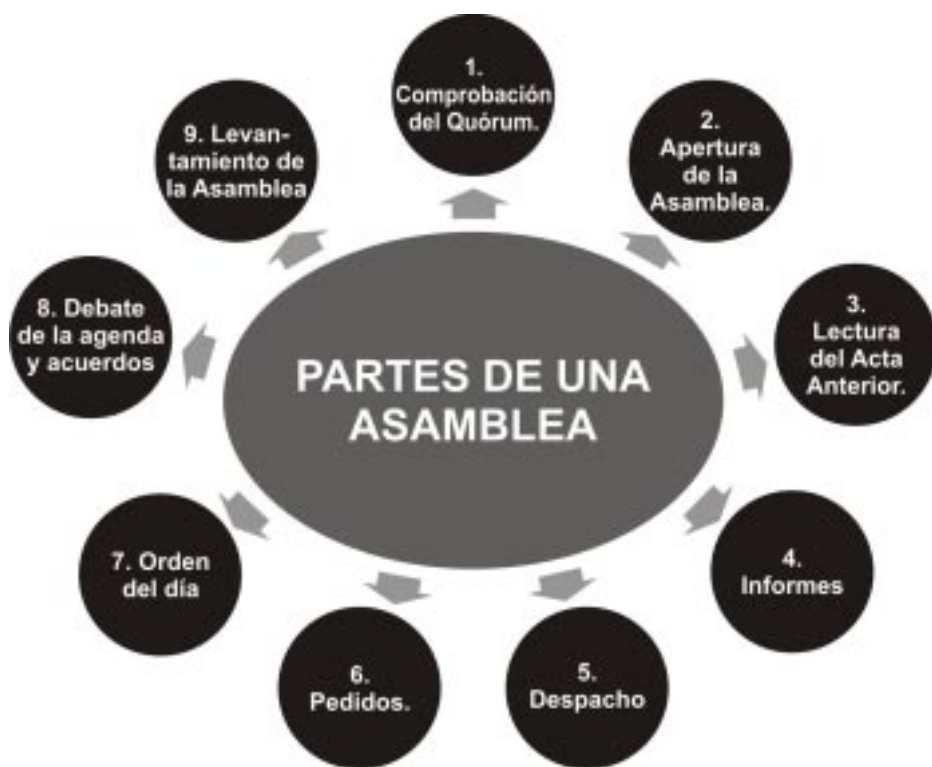 PARTES DE UNA
ASAMBLEA
1.
Comprobación
del Quórum.
2.
Apertura
de la
Asamblea.
3.
Lectura
del Acta
Anterior.
4.
Informes
5.
Despacho
6.
Pedidos.
7. Orden
del día
8. Debate
de la agenda
y acuerdos
9. Levan-
tamiento de
la Asamblea